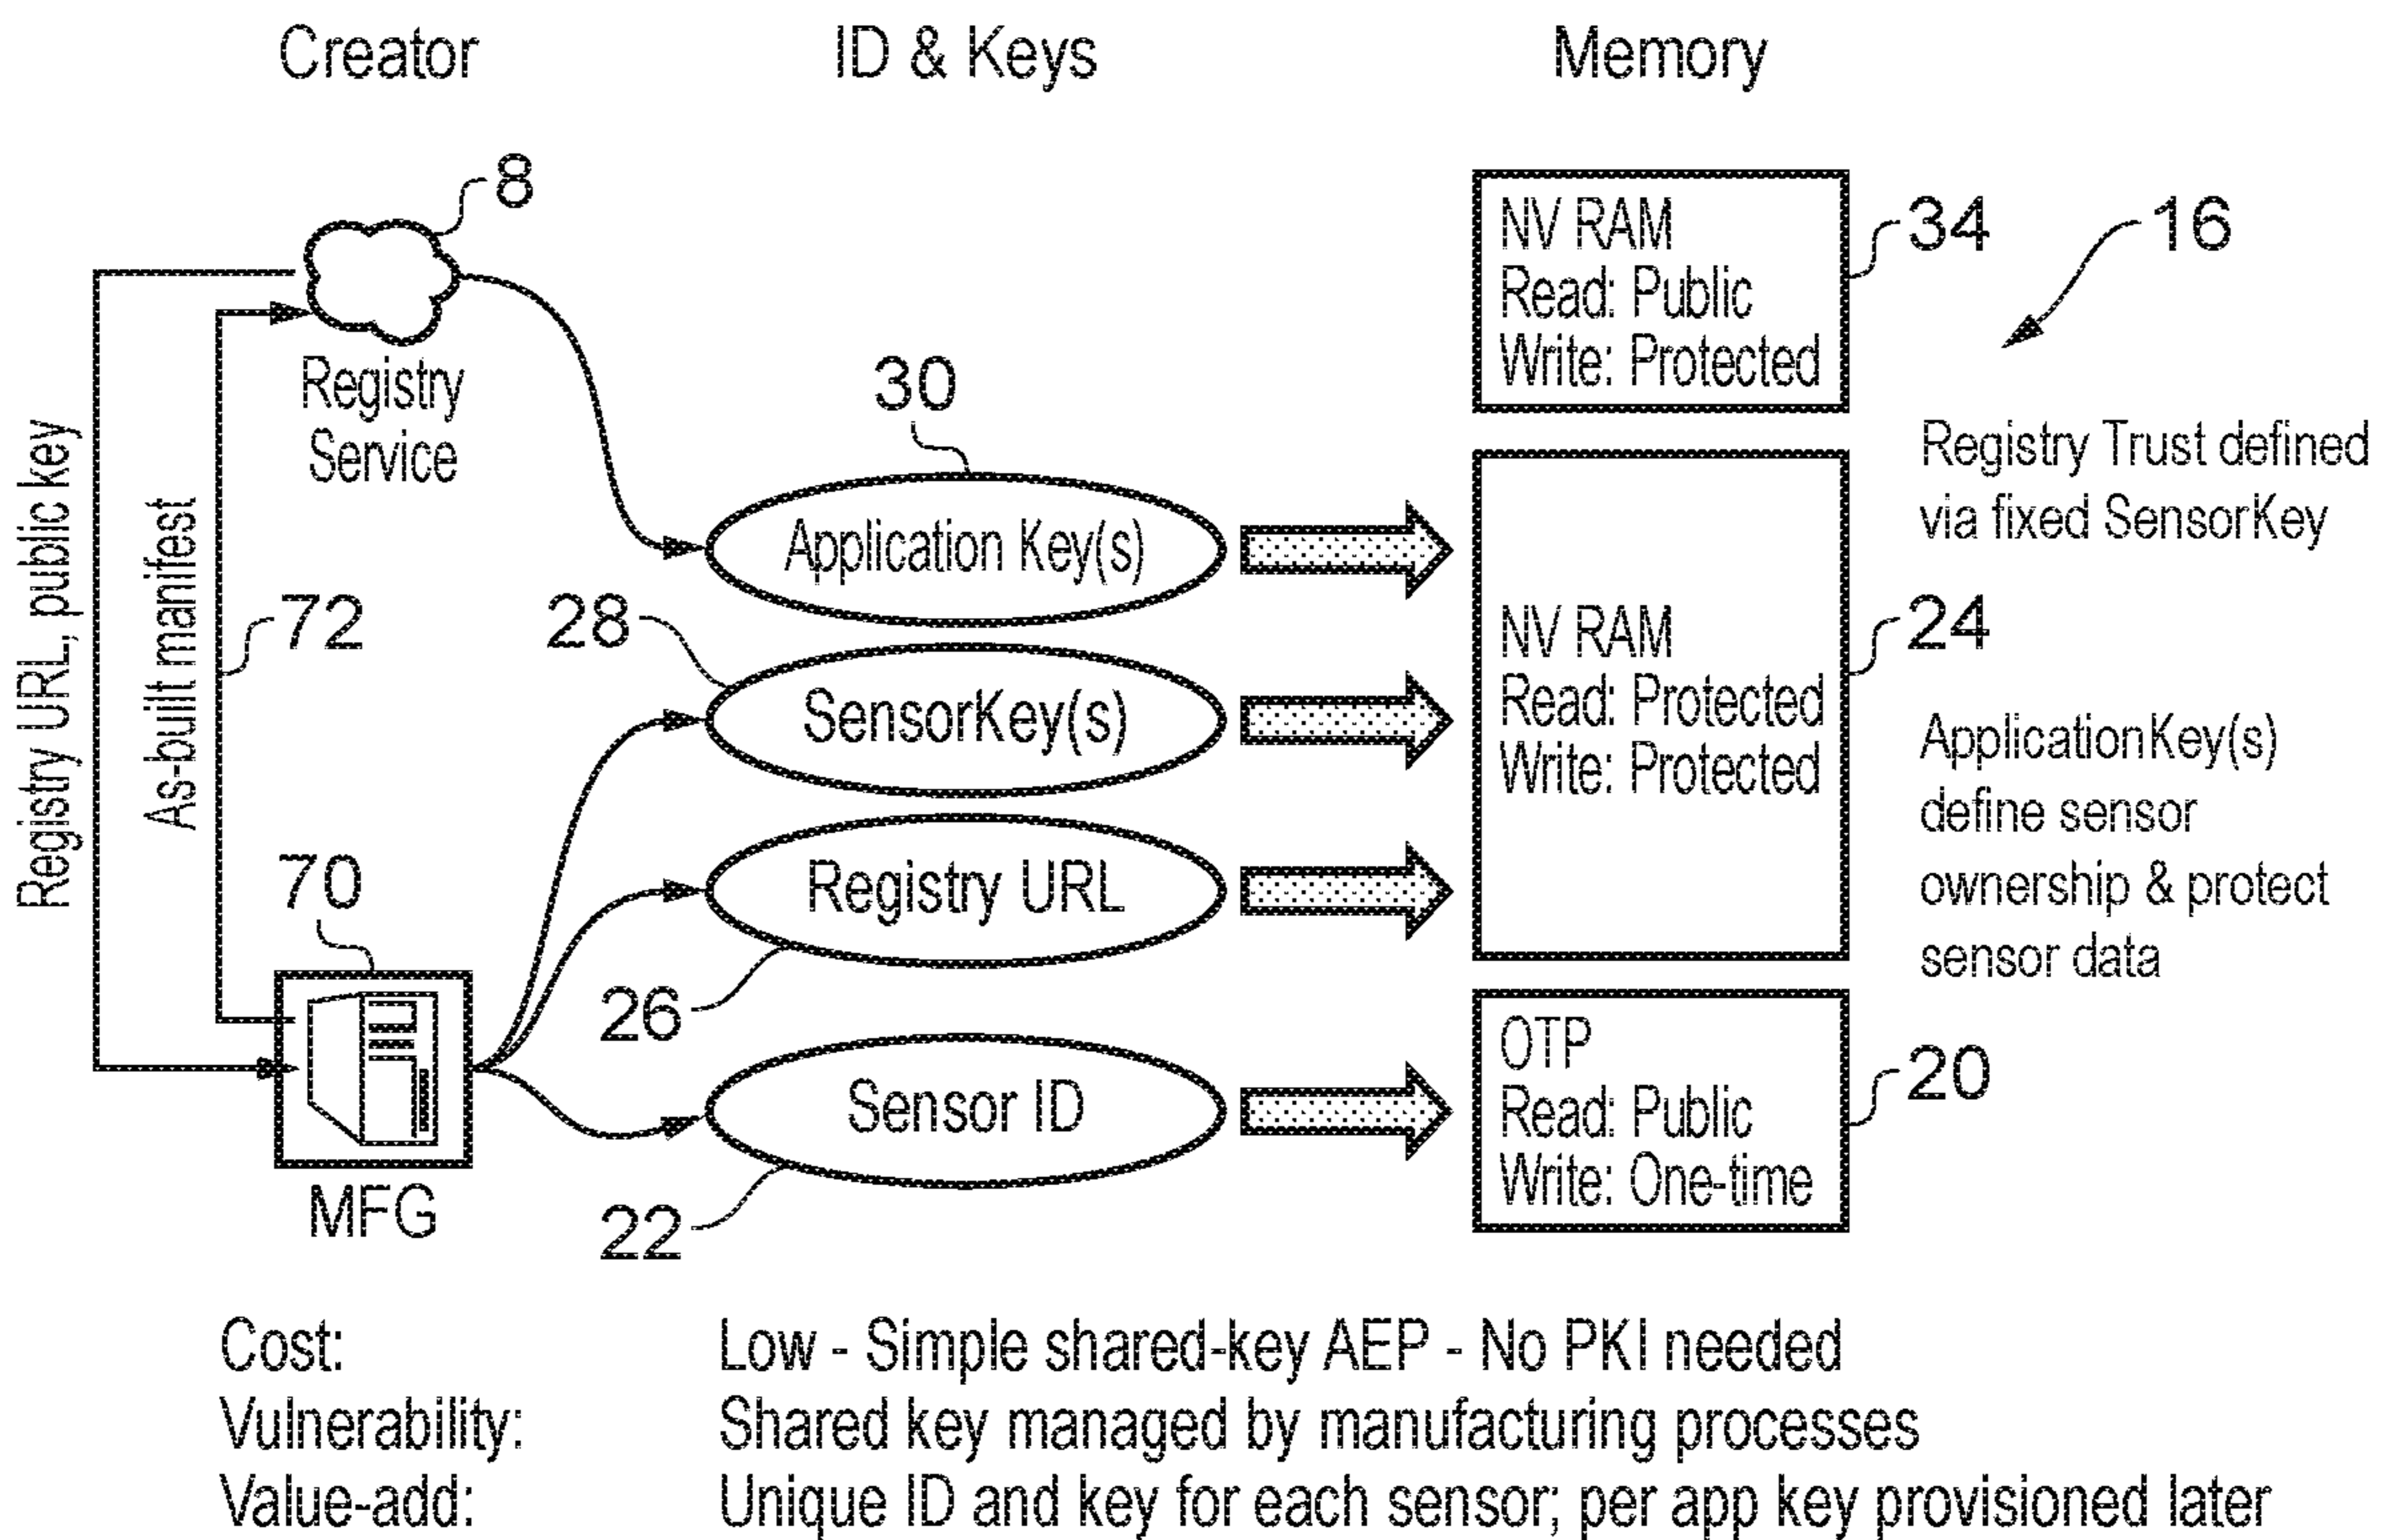 Creator
ID & Keys
Memory
8
Registry
Service
Registry URL, public key
As-built manifest
72
70
MFG
30
Application Key(s)
28
SensorKey(s)
Registry URL
26
Sensor ID
22
NV RAM
Read: Public
Write: Protected
34
16
NV RAM
Read: Protected
Write: Protected
24
OTP
Read: Public
Write: One-time
20
Registry Trust defined
via fixed SensorKey
ApplicationKey(s)
define sensor
ownership & protect
sensor data
Cost: Low - Simple shared-key AEP - No PKI needed
Vulnerability: Shared key managed by manufacturing processes
Value-add: Unique ID and key for each sensor; per app key provisioned later